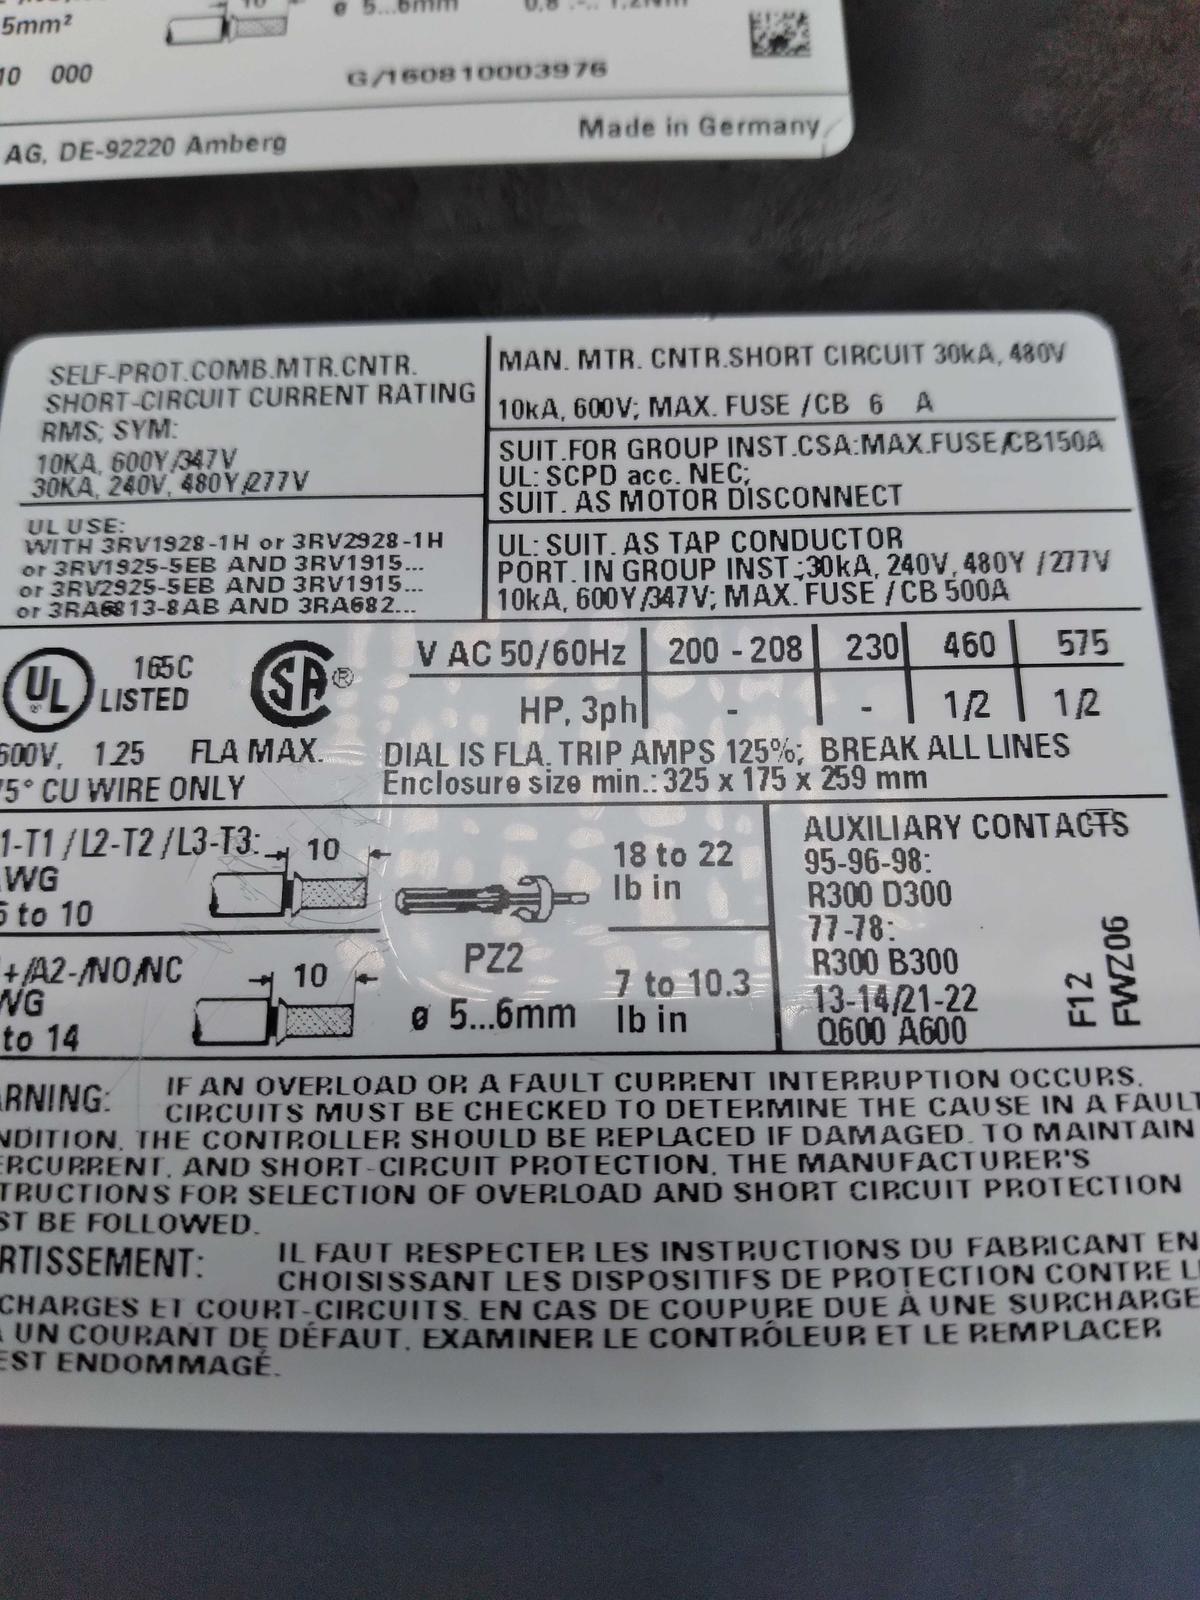 5mm²
10
ø 5...6mm
10 000
G/160810003976
AG, DE-92220 Amberg
Made in Germany
SELF-PROT.COMB.MTR.CNTR.
SHORT-CIRCUIT CURRENT RATING
RMS; SYM:
10KA, 600Y/347V
30KA, 240V, 480Y/277V
MAN. MTR. CNTR.SHORT CIRCUIT 30kA, 480V
10kA, 600V; MAX. FUSE /CB 6 A
SUIT.FOR GROUP INST.CSA:MAX.FUSE/CB150A
UL: SCPD acc. NEC;
SUIT. AS MOTOR DISCONNECT
UL USE:
WITH 3RV1928-1H or 3RV2928-1H
or 3RV1925-5EB AND 3RV1915...
or 3RV2925-5EB AND 3RV1915...
or 3RA6813-8AB AND 3RA682...
UL: SUIT. AS TAP CONDUCTOR
PORT. IN GROUP INST.:30kA, 240V, 480Y /277V
10kA, 600Y/347V; MAX. FUSE / CB 500A
UL 165C
LISTED
SA ®
V AC 50/60Hz 200 - 208 230 460 575
HP, 3ph - - 1/2 1/2
600V, 1.25 FLA MAX.
75° CU WIRE ONLY
DIAL IS FLA. TRIP AMPS 125%; BREAK ALL LINES
Enclosure size min.: 325 x 175 x 259 mm
1-T1 / L2-T2 / L3-T3:
WG
to 10
10
18 to 22
lb in
PZ2
+/A2-/NO/NC
WG
to 14
10
ø 5...6mm
7 to 10.3
lb in
AUXILIARY CONTACTS
95-96-98:
R300 D300
77-78:
R300 B300
13-14/21-22
Q600 A600
F12
FWZ06
ARNING: IF AN OVERLOAD OR A FAULT CURRENT INTERRUPTION OCCURS.
CIRCUITS MUST BE CHECKED TO DETERMINE THE CAUSE IN A FAULT
NDITION. THE CONTROLLER SHOULD BE REPLACED IF DAMAGED. TO MAINTAIN
ERCURRENT. AND SHORT-CIRCUIT PROTECTION, THE MANUFACTURER'S
TRUCTIONS FOR SELECTION OF OVERLOAD AND SHORT CIRCUIT PROTECTION
ST BE FOLLOWED.
RTISSEMENT: IL FAUT RESPECTER LES INSTRUCTIONS DU FABRICANT EN
CHOISISSANT LES DISPOSITIFS DE PROTECTION CONTRE L
CHARGES ET COURT-CIRCUITS. EN CAS DE COUPURE DUE À UNE SURCHARGE
UN COURANT DE DÉFAUT, EXAMINER LE CONTRÔLEUR ET LE REMPLACER
EST ENDOMMAGÉ.